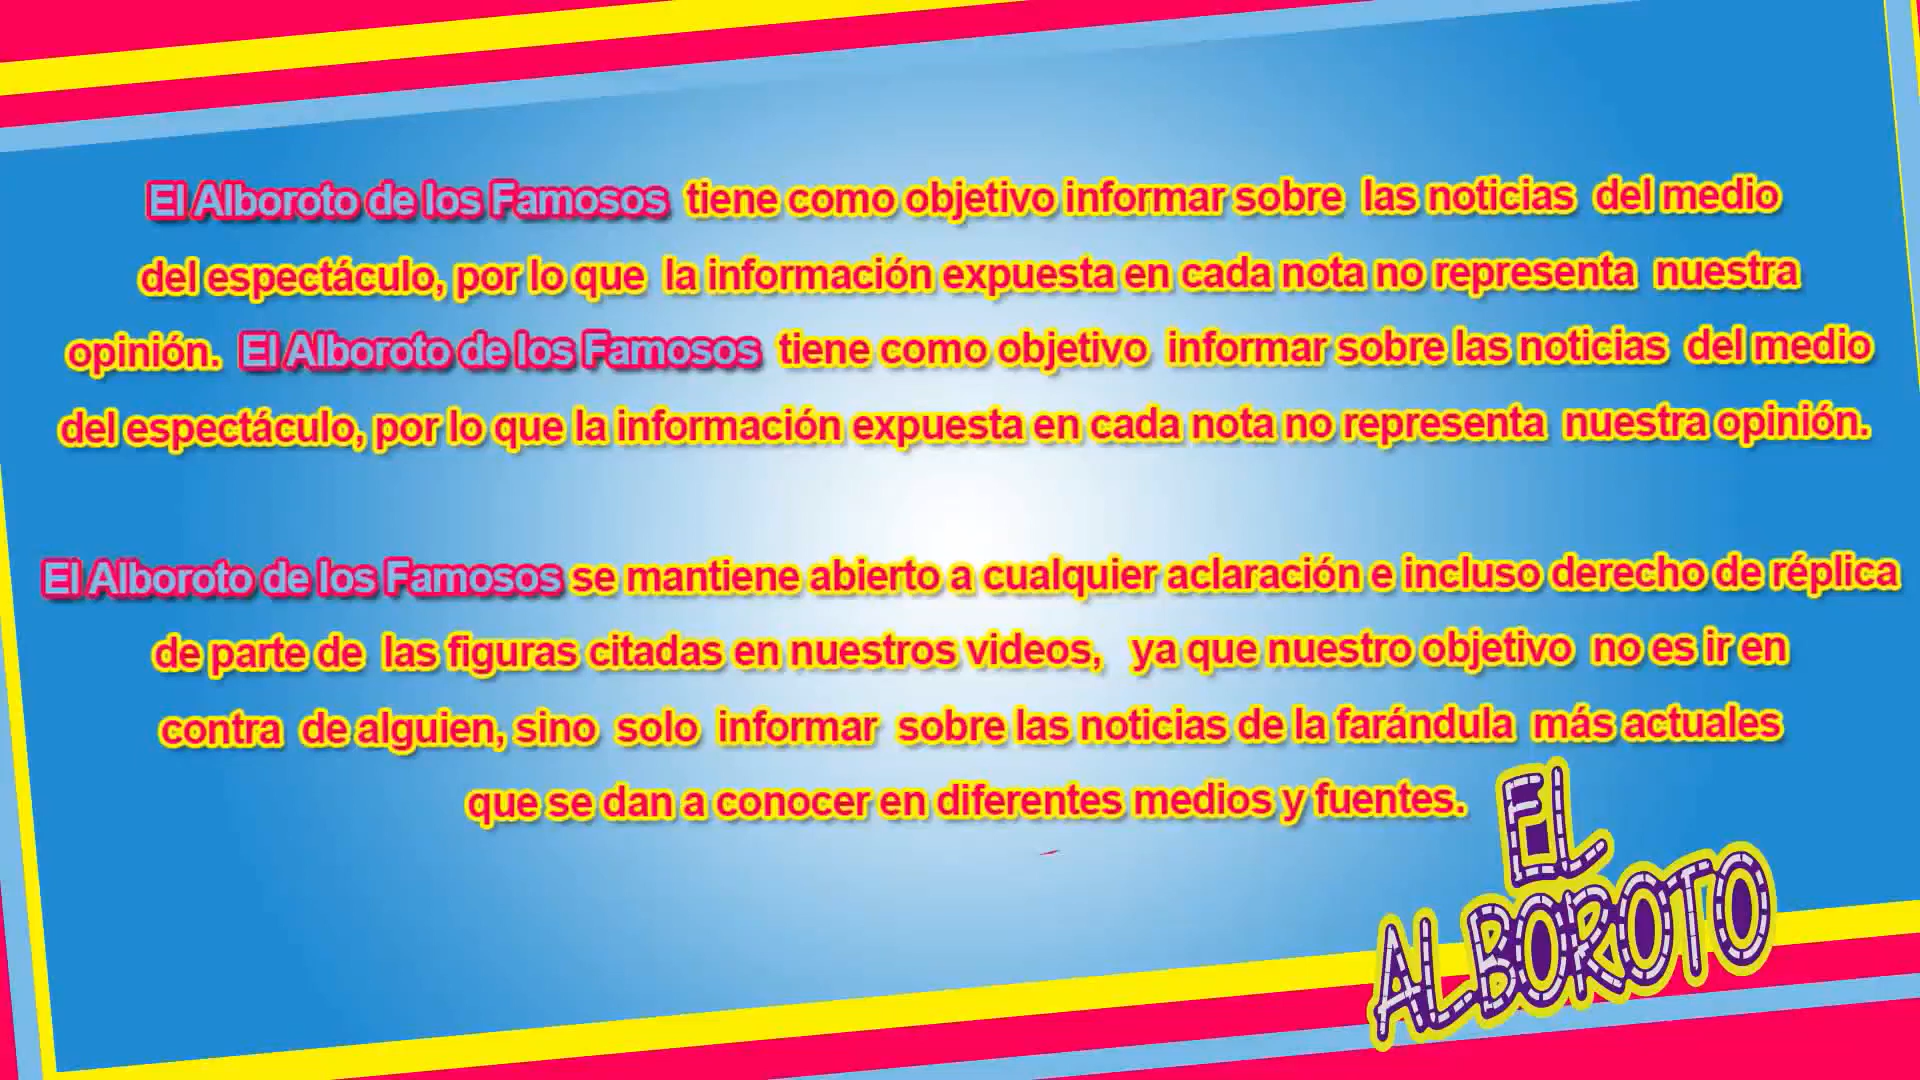 El Alboroto de los Famosos tiene como objetivo informar sobre las noticias del medio
del espectáculo, por lo que la información expuesta en cada nota no representa nuestra
opinión. El Alboroto de los Famosos tiene como objetivo informar sobre las noticias del medio
del espectáculo, por lo que la información expuesta en cada nota no representa nuestra opinión.
El Alboroto de los Famosos se mantiene abierto a cualquier aclaración e incluso derecho de réplica
de parte de las figuras citadas en nuestros videos, ya que nuestro objetivo no es ir en
contra de alguien, sino solo informar sobre las noticias de la farándula más actuales
que se dan a conocer en diferentes medios y fuentes.
EL
ALBOROTO